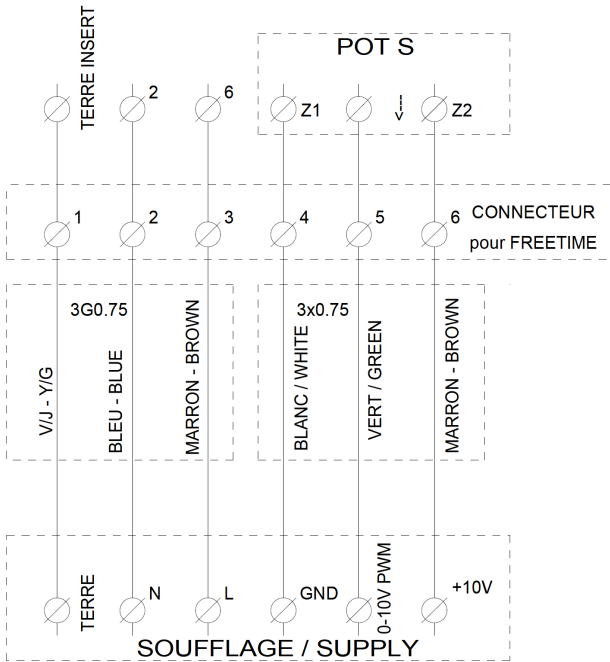 POT S
TERRE INSERT
2
6
Z1
Z2
1
2
3
4
5
6
CONNECTEUR
pour FREETIME
3G0.75
3x0.75
V/J - Y/G
BLEU - BLUE
MARRON - BROWN
BLANC / WHITE
VERT / GREEN
MARRON - BROWN
TERRE
N
L
GND
0-10V PWM
+10V
SOUFFLAGE / SUPPLY